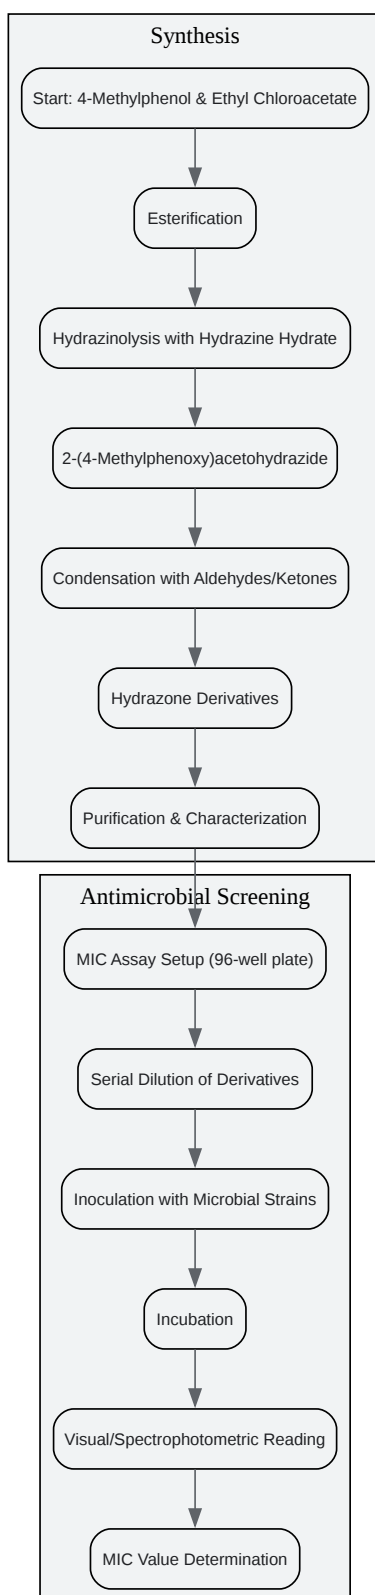 Synthesis
Start: 4-Methylphenol & Ethyl Chloroacetate
Esterification
Hydrazinolysis with Hydrazine Hydrate
2-(4-Methylphenoxy)acetohydrazide
Condensation with Aldehydes/Ketones
Hydrazone Derivatives
Purification & Characterization
Antimicrobial Screening
MIC Assay Setup (96-well plate)
Serial Dilution of Derivatives
Inoculation with Microbial Strains
Incubation
Visual/Spectrophotometric Reading
MIC Value Determination